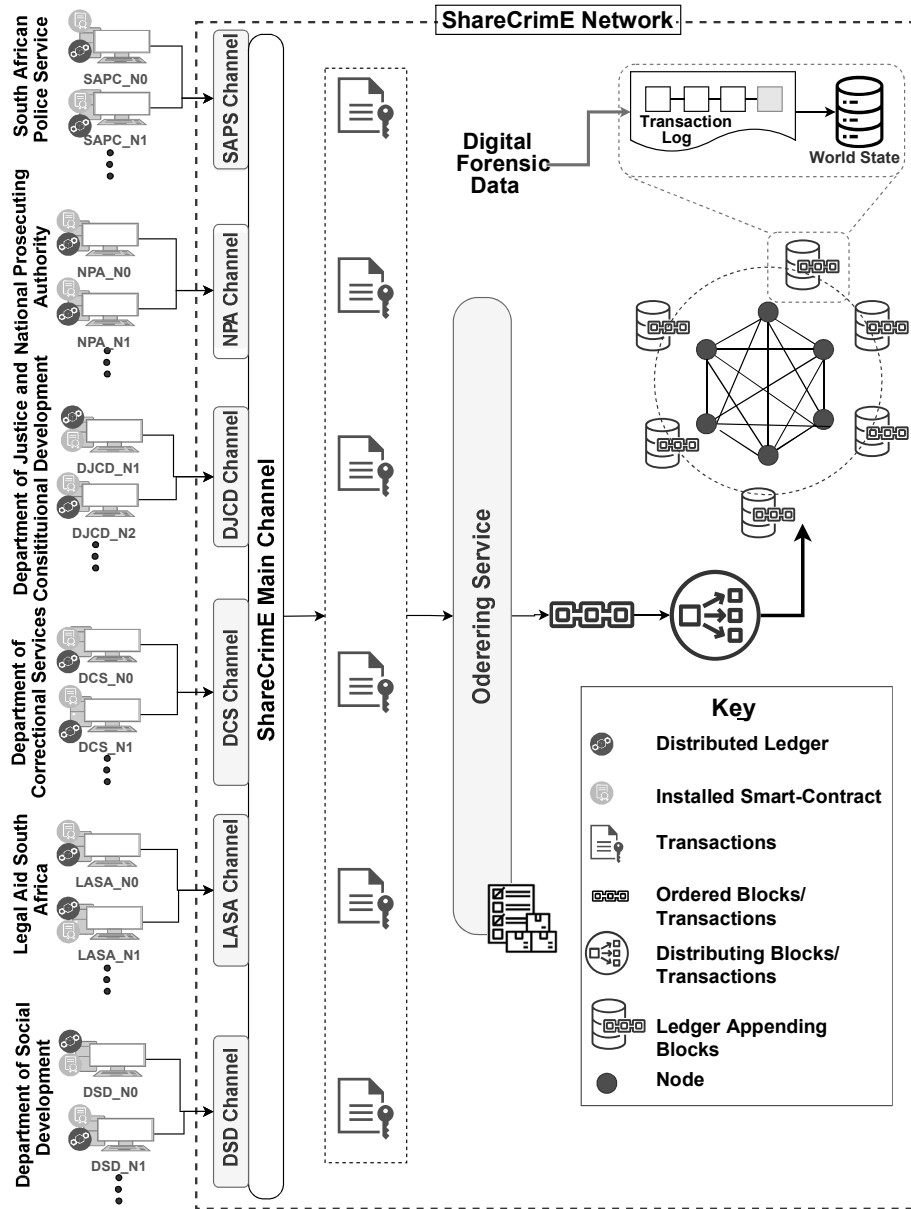 ShareCrimE Network
South African
Police Service
SAPC_N0
SAPC_N1
SAPS Channel
National Prosecuting
Authority
NPA_N0
NPA_N1
NPA Channel
Department of Justice and
Consititutional Development
DJCD_N1
DJCD_N2
DJCD Channel
Department of
Correctional Services
DCS_N0
DCS_N1
DCS Channel
Legal Aid South
Africa
LASA_N0
LASA_N1
LASA Channel
Department of Social
Development
DSD_N0
DSD_N1
DSD Channel
ShareCrimE Main Channel
Oderering Service
Digital
Forensic
Data
Transaction
Log
World State
Key
Distributed Ledger
Installed Smart-Contract
Transactions
Ordered Blocks/
Transactions
Distributing Blocks/
Transactions
Ledger Appending
Blocks
Node